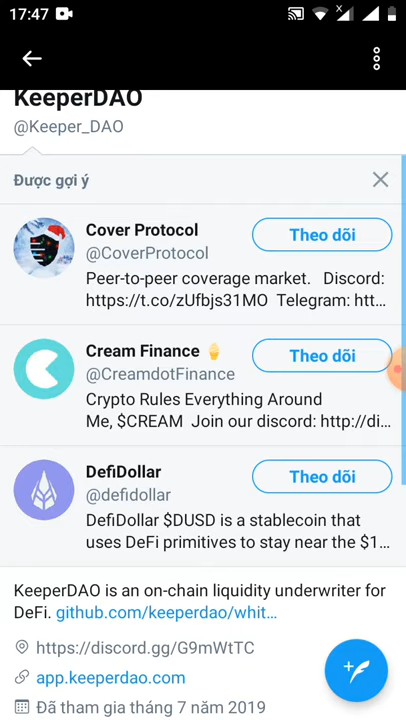 17:47
KeeperDAO
@Keeper_DAO
Được gợi ý
Cover Protocol
Theo dõi
@CoverProtocol
Peer-to-peer coverage market. Discord:
https://t.co/zUfbjs31MO Telegram: htt...
Cream Finance 🍦
Theo dõi
@CreamdotFinance
Crypto Rules Everything Around
Me, $CREAM Join our discord: http://di...
DefiDollar
Theo dõi
@defidollar
DefiDollar $DUSD is a stablecoin that
uses DeFi primitives to stay near the $1...
KeeperDAO is an on-chain liquidity underwriter for
DeFi. github.com/keeperdao/whit...
https://discord.gg/G9mWtTC
app.keeperdao.com
Đã tham gia tháng 7 năm 2019